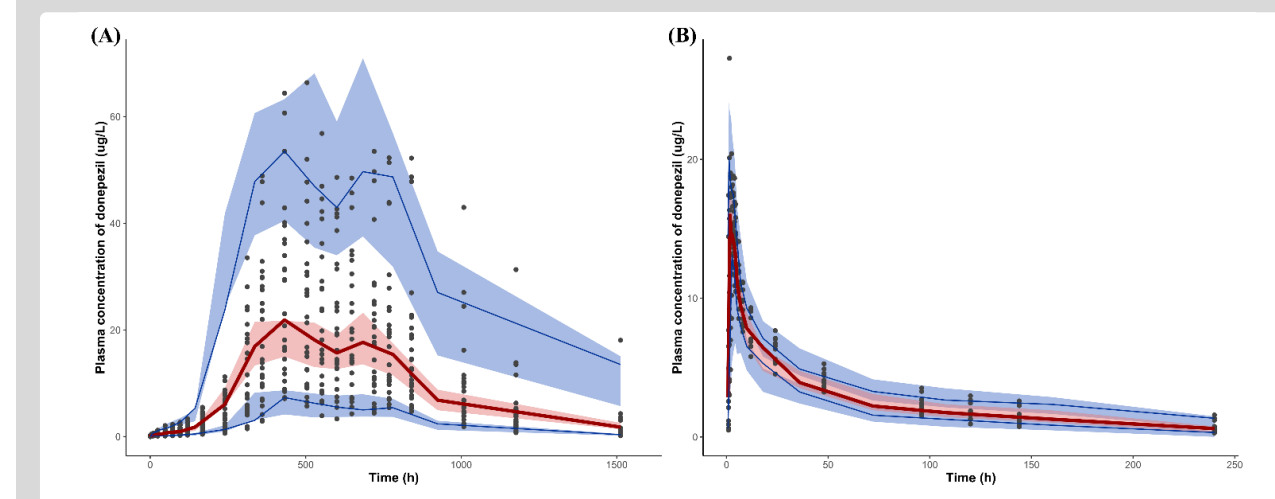 (A)
Plasma concentration of donepezil (ug/L)
60
40
20
0
0 500 1000 1500
Time (h)
(B)
Plasma concentration of donepezil (ug/L)
20
10
0
0 50 100 150 200 250
Time (h)